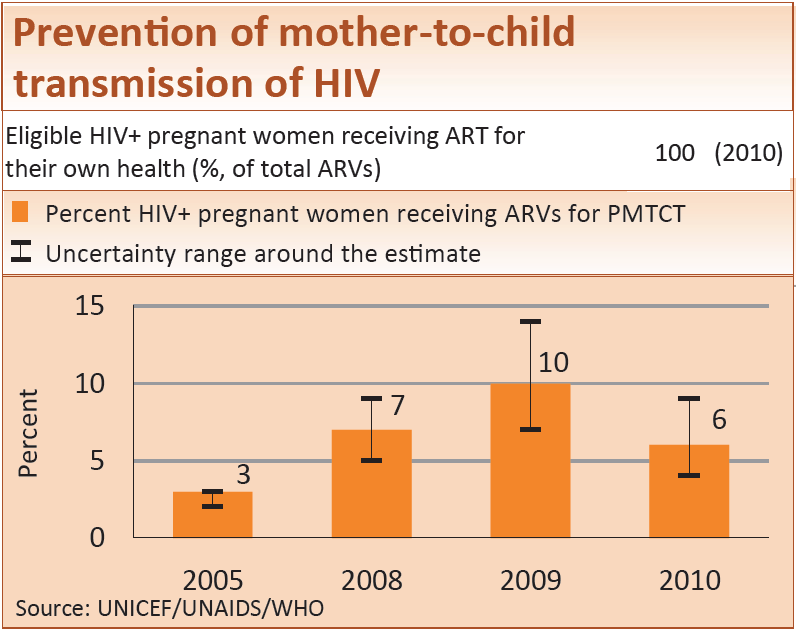 Prevention of mother-to-child
transmission of HIV
Eligible HIV+ pregnant women receiving ART for
their own health (%, of total ARVs)
100 (2010)
Percent HIV+ pregnant women receiving ARVs for PMTCT
Uncertainty range around the estimate
Percent
15
10
5
0
3
7
10
6
2005 2008 2009 2010
Source: UNICEF/UNAIDS/WHO